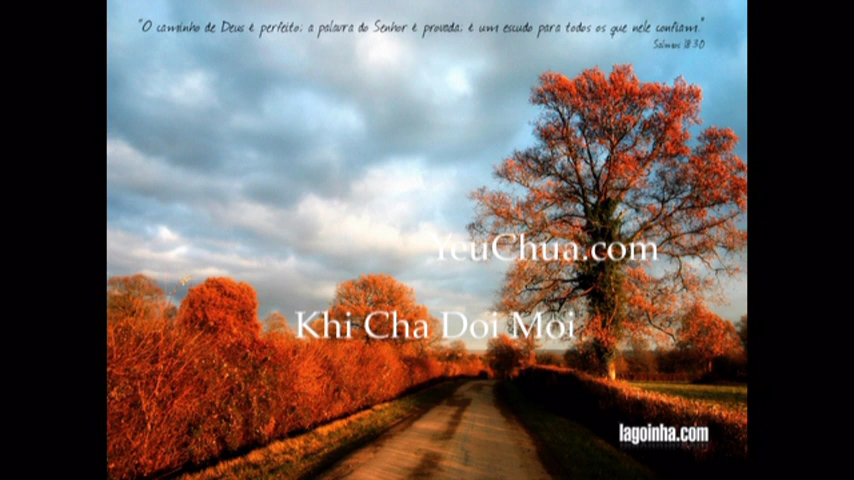 "O caminho de Deus é perfeito; a palavra do Senhor é provada; é um escudo para todos os que nele confiam."
Salmos 18:30
YeuChua.com
Khi Cha Doi Moi
lagoinha.com